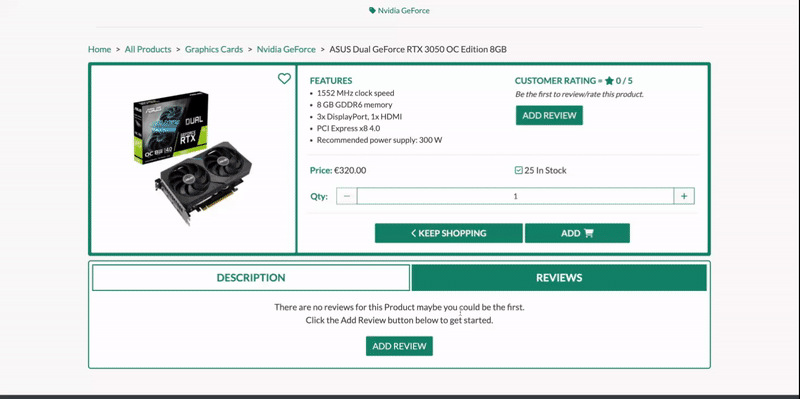 Nvidia GeForce
Home > All Products > Graphics Cards > Nvidia GeForce > ASUS Dual GeForce RTX 3050 OC Edition 8GB
ASUS
DUAL
GEFORCE
RTX
FEATURES
• 1552 MHz clock speed
• 8 GB GDDR6 memory
• 3x DisplayPort, 1x HDMI
• PCI Express x8 4.0
• Recommended power supply: 300 W
CUSTOMER RATING = ★ 0 / 5
Be the first to review/rate this product.
ADD REVIEW
Price: €320.00
25 In Stock
Qty: − 1 +
< KEEP SHOPPING
ADD
DESCRIPTION
REVIEWS
There are no reviews for this Product maybe you could be the first.
Click the Add Review button below to get started.
ADD REVIEW